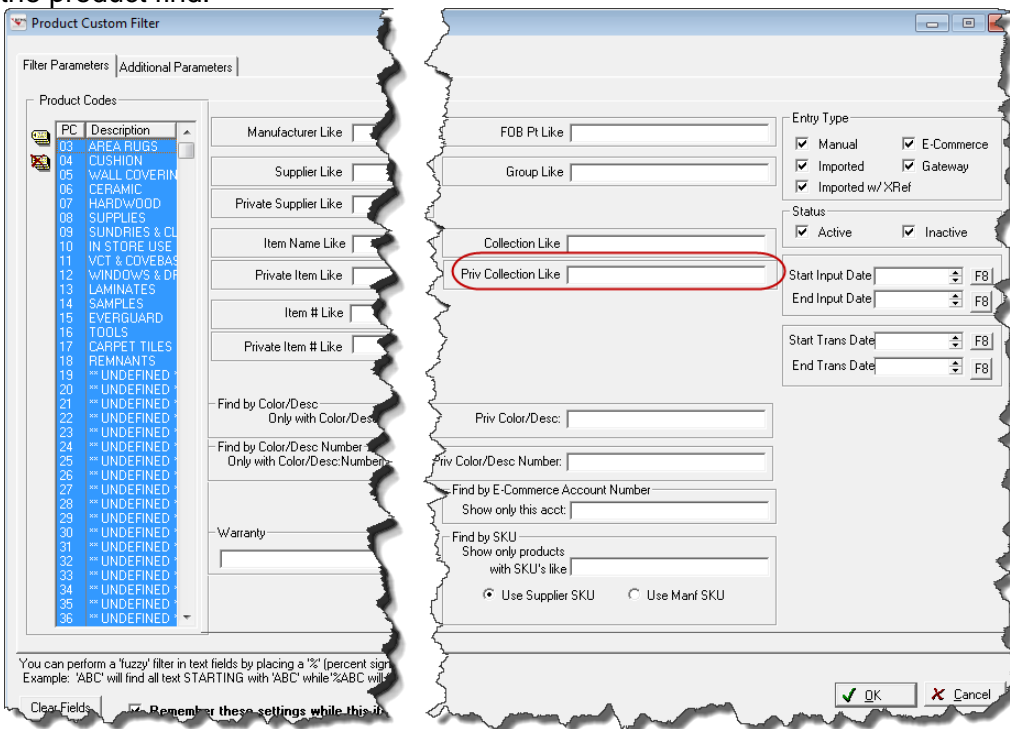 the product find.
Product Custom Filter
Filter Parameters
Additional Parameters
Product Codes
PC Description
03 AREA RUGS
04 CUSHION
05 WALL COVERIN
06 CERAMIC
07 HARDWOOD
08 SUPPLIES
09 SUNDRIES & CL
10 IN STORE USE
11 VCT & COVEBAS
12 WINDOWS & DR
13 LAMINATES
14 SAMPLES
15 EVERGUARD
16 TOOLS
17 CARPET TILES
18 REMNANTS
19 ** UNDEFINED *
20 ** UNDEFINED *
21 ** UNDEFINED *
22 ** UNDEFINED *
23 ** UNDEFINED *
24 ** UNDEFINED *
25 ** UNDEFINED *
26 ** UNDEFINED *
27 ** UNDEFINED *
28 ** UNDEFINED *
29 ** UNDEFINED *
30 ** UNDEFINED *
31 ** UNDEFINED *
32 ** UNDEFINED *
33 ** UNDEFINED *
34 ** UNDEFINED *
35 ** UNDEFINED *
36 ** UNDEFINED *
Manufacturer Like
Supplier Like
Private Supplier Like
Item Name Like
Private Item Like
Item # Like
Private Item # Like
Find by Color/Desc
Only with Color/Desc
Find by Color/Desc Number
Only with Color/Desc:Number
Warranty
FOB Pt Like
Group Like
Collection Like
Priv Collection Like
Priv Color/Desc:
Priv Color/Desc Number:
Find by E-Commerce Account Number
Show only this acct:
Find by SKU
Show only products
with SKU's like
Use Supplier SKU
Use Manf SKU
Entry Type
Manual
E-Commerce
Imported
Gateway
Imported w/ XRef
Status
Active
Inactive
Start Input Date F8
End Input Date F8
Start Trans Date F8
End Trans Date F8
You can perform a 'fuzzy' filter in text fields by placing a '%' (percent sign
Example: 'ABC' will find all text STARTING with 'ABC' while '%ABC will
Clear Fields
Remember these settings while this
OK
Cancel